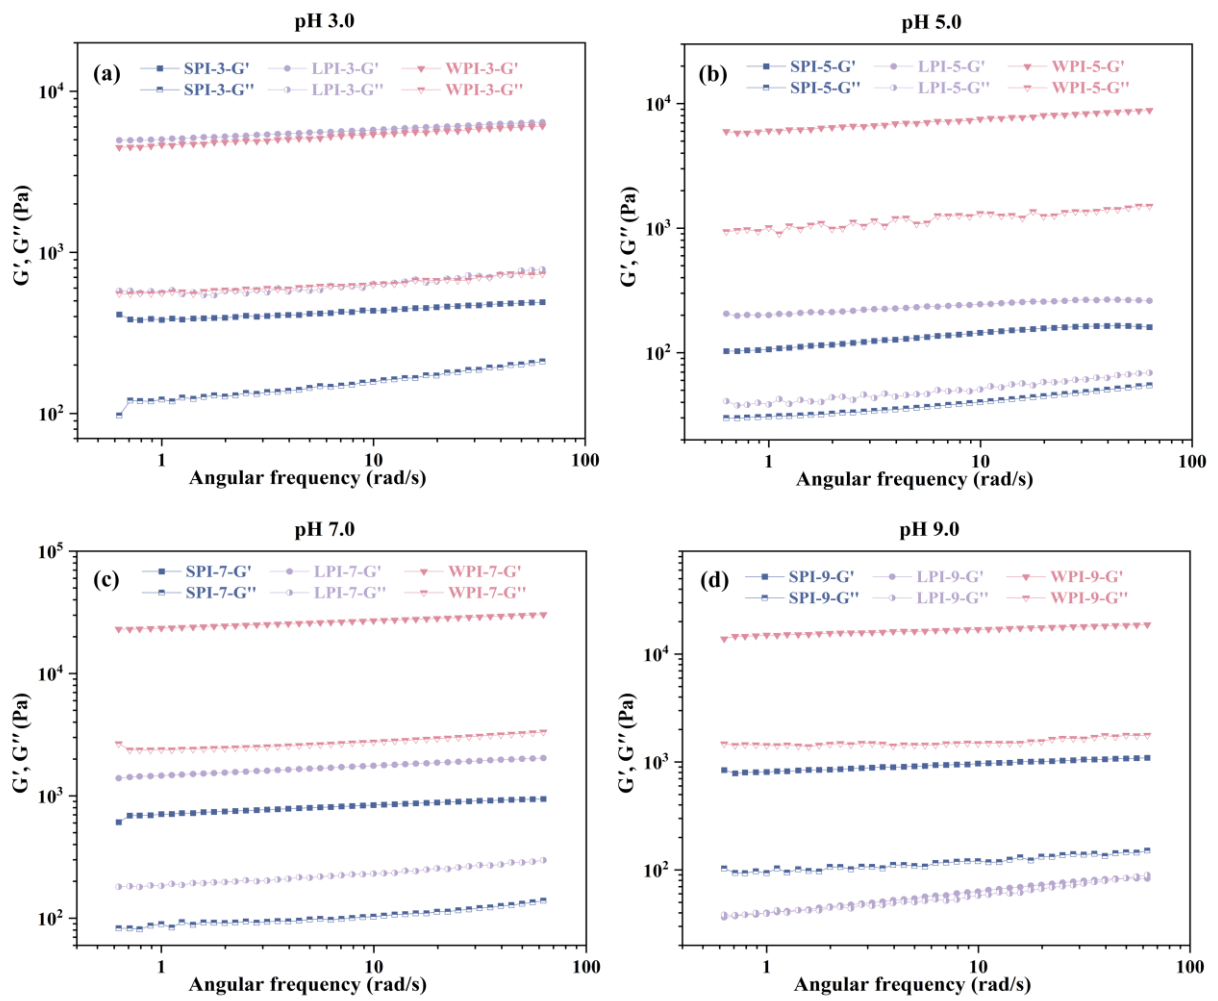 pH 3.0
(a)
SPI-3-G' LPI-3-G' WPI-3-G'
SPI-3-G'' LPI-3-G'' WPI-3-G''
10⁴
10³
10²
G', G'' (Pa)
1 10 100
Angular frequency (rad/s)
pH 5.0
(b)
SPI-5-G' LPI-5-G' WPI-5-G'
SPI-5-G'' LPI-5-G'' WPI-5-G''
10⁴
10³
10²
G', G'' (Pa)
1 10 100
Angular frequency (rad/s)
pH 7.0
(c)
10⁵
SPI-7-G' LPI-7-G' WPI-7-G'
SPI-7-G'' LPI-7-G'' WPI-7-G''
10⁴
10³
10²
G', G'' (Pa)
1 10 100
Angular frequency (rad/s)
pH 9.0
(d)
SPI-9-G' LPI-9-G' WPI-9-G'
SPI-9-G'' LPI-9-G'' WPI-9-G''
10⁴
10³
10²
G', G'' (Pa)
1 10 100
Angular frequency (rad/s)